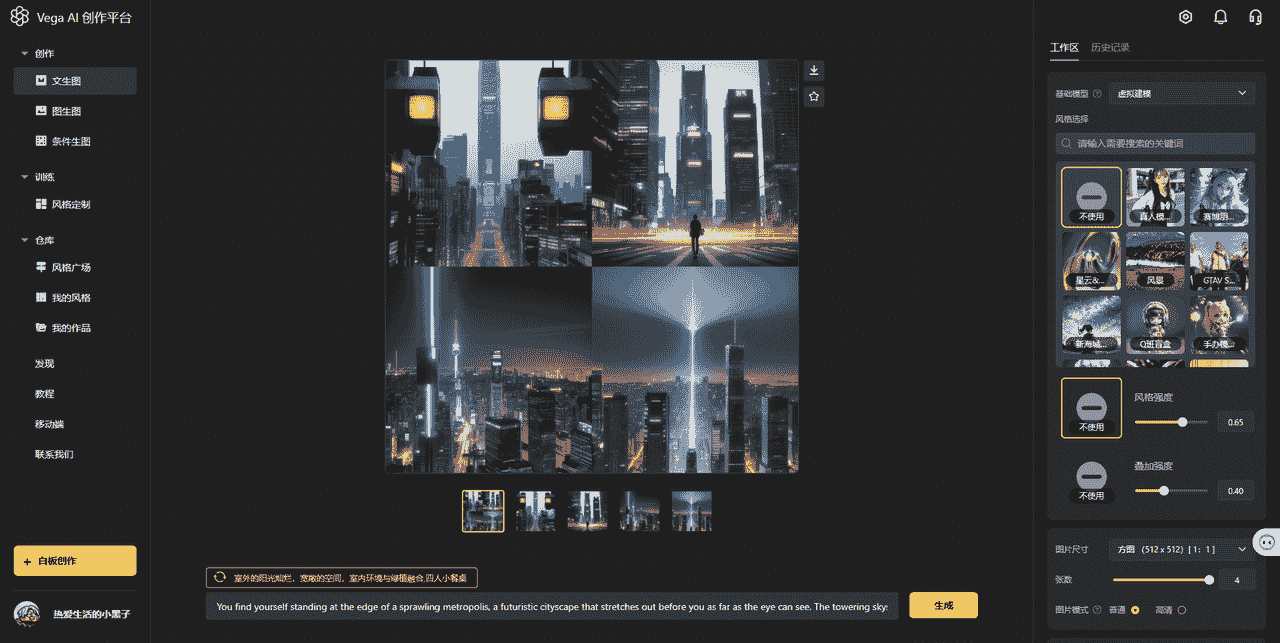 Vega AI 创作平台
创作
文生图
图生图
条件生图
训练
风格定制
仓库
风格广场
我的风格
我的作品
发现
教程
移动端
联系我们
+ 白板创作
热爱生活的小黑子
室外的阳光灿烂，宽敞的空间，室内环境与绿植融合,四人小餐桌
You find yourself standing at the edge of a sprawling metropolis, a futuristic cityscape that stretches out before you as far as the eye can see. The towering sky:
生成
工作区 历史记录
基础模型 虚拟建模
风格选择
请输入需要搜索的关键词
不使用 真人模... 赛博朋...
星云&... 风景 GTAV S...
新海城... Q班盲盒 手办模...
不使用 风格强度 0.65
不使用 叠加强度 0.40
图片尺寸 方图 (512 x 512) [ 1: 1 ]
张数 4
图片模式 普通 高清